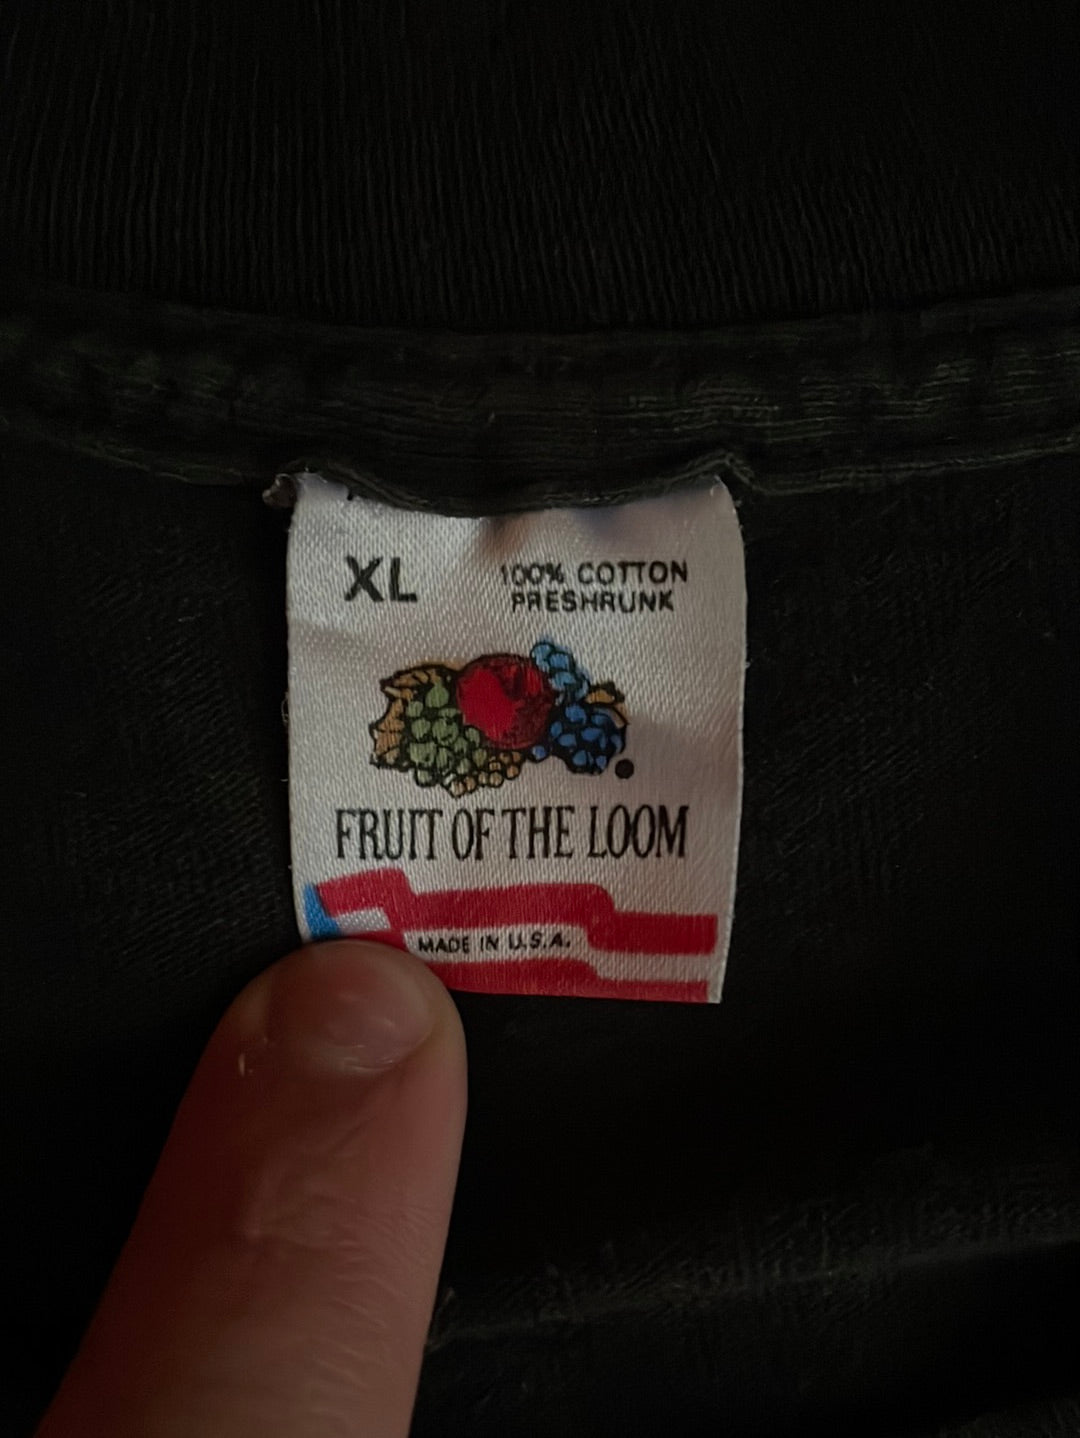 XL
100% COTTON
PRESHRUNK
FRUIT OF THE LOOM
MADE IN U.S.A.